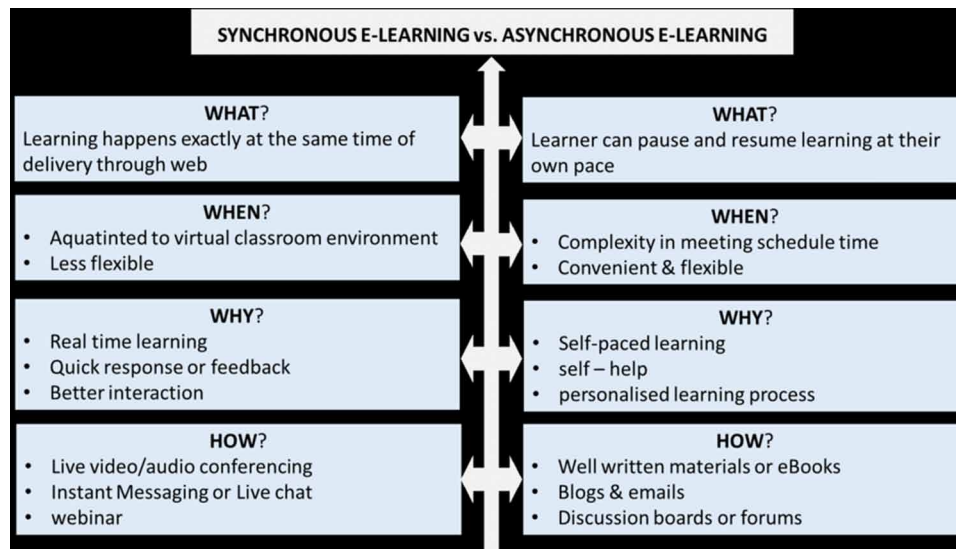 SYNCHRONOUS E-LEARNING vs. ASYNCHRONOUS E-LEARNING
WHAT?
Learning happens exactly at the same time of
delivery through web
WHEN?
• Aquatinted to virtual classroom environment
• Less flexible
WHY?
• Real time learning
• Quick response or feedback
• Better interaction
HOW?
• Live video/audio conferencing
• Instant Messaging or Live chat
• webinar
WHAT?
Learner can pause and resume learning at their
own pace
WHEN?
• Complexity in meeting schedule time
• Convenient & flexible
WHY?
• Self-paced learning
• self – help
• personalised learning process
HOW?
• Well written materials or eBooks
• Blogs & emails
• Discussion boards or forums